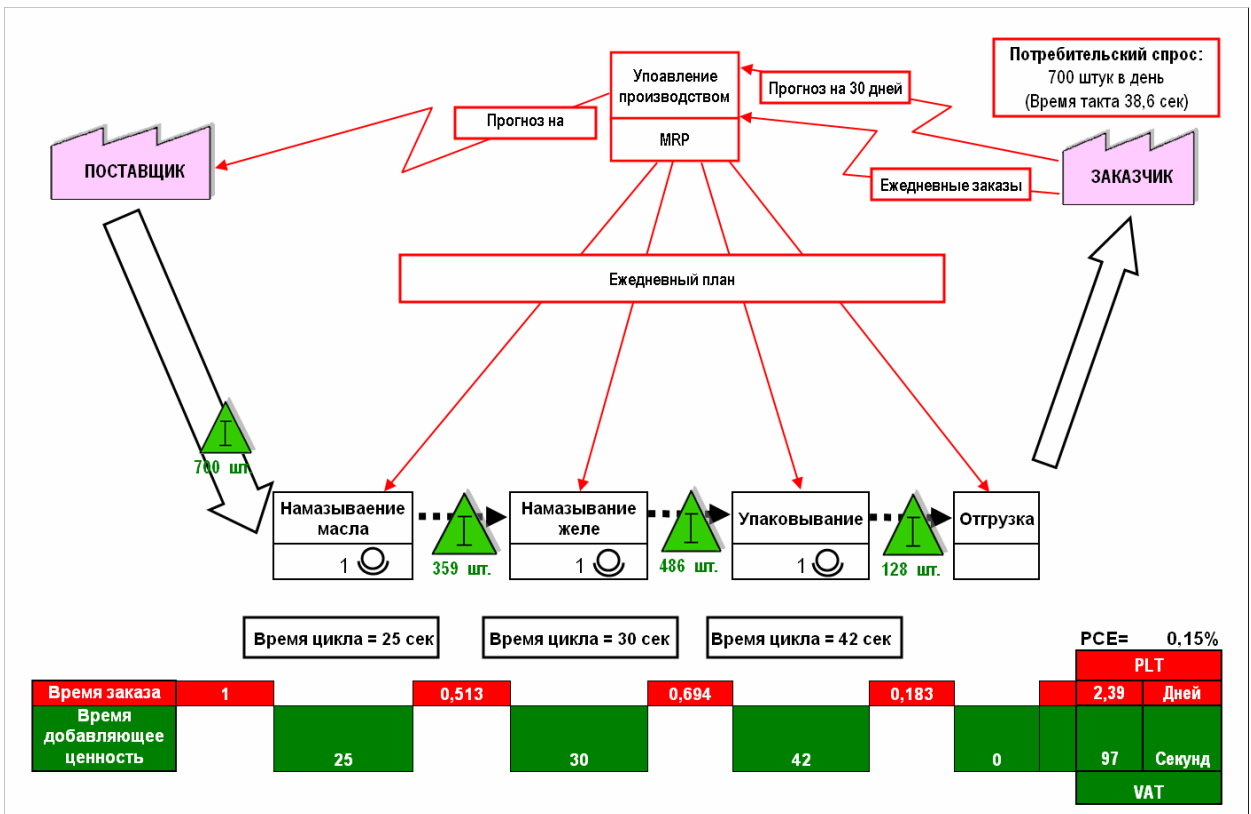 Потребительский спрос:
700 штук в день
(Время такта 38,6 сек)
Упоавление
производством
MRP
Прогноз на 30 дней
Прогноз на
ПОСТАВЩИК
ЗАКАЗЧИК
Ежедневные заказы
Ежедневный план
700 шт
Намазываение
масла
1
359 шт.
Намазывание
желе
1
486 шт.
Упаковывание
1
128 шт.
Отгрузка
Время цикла = 25 сек
Время цикла = 30 сек
Время цикла = 42 сек
PCE= 0,15%
PLT
Время заказа 1 0,513 0,694 0,183 2,39 Дней
Время
добавляющее
ценность 25 30 42 0 97 Секунд
VAT